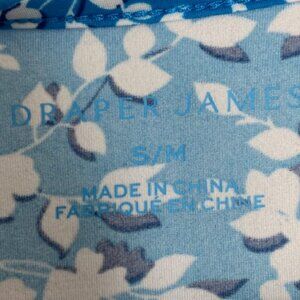 DRAPER JAMES
S/M
MADE IN CHINA
FABRIQUÉ EN CHINE